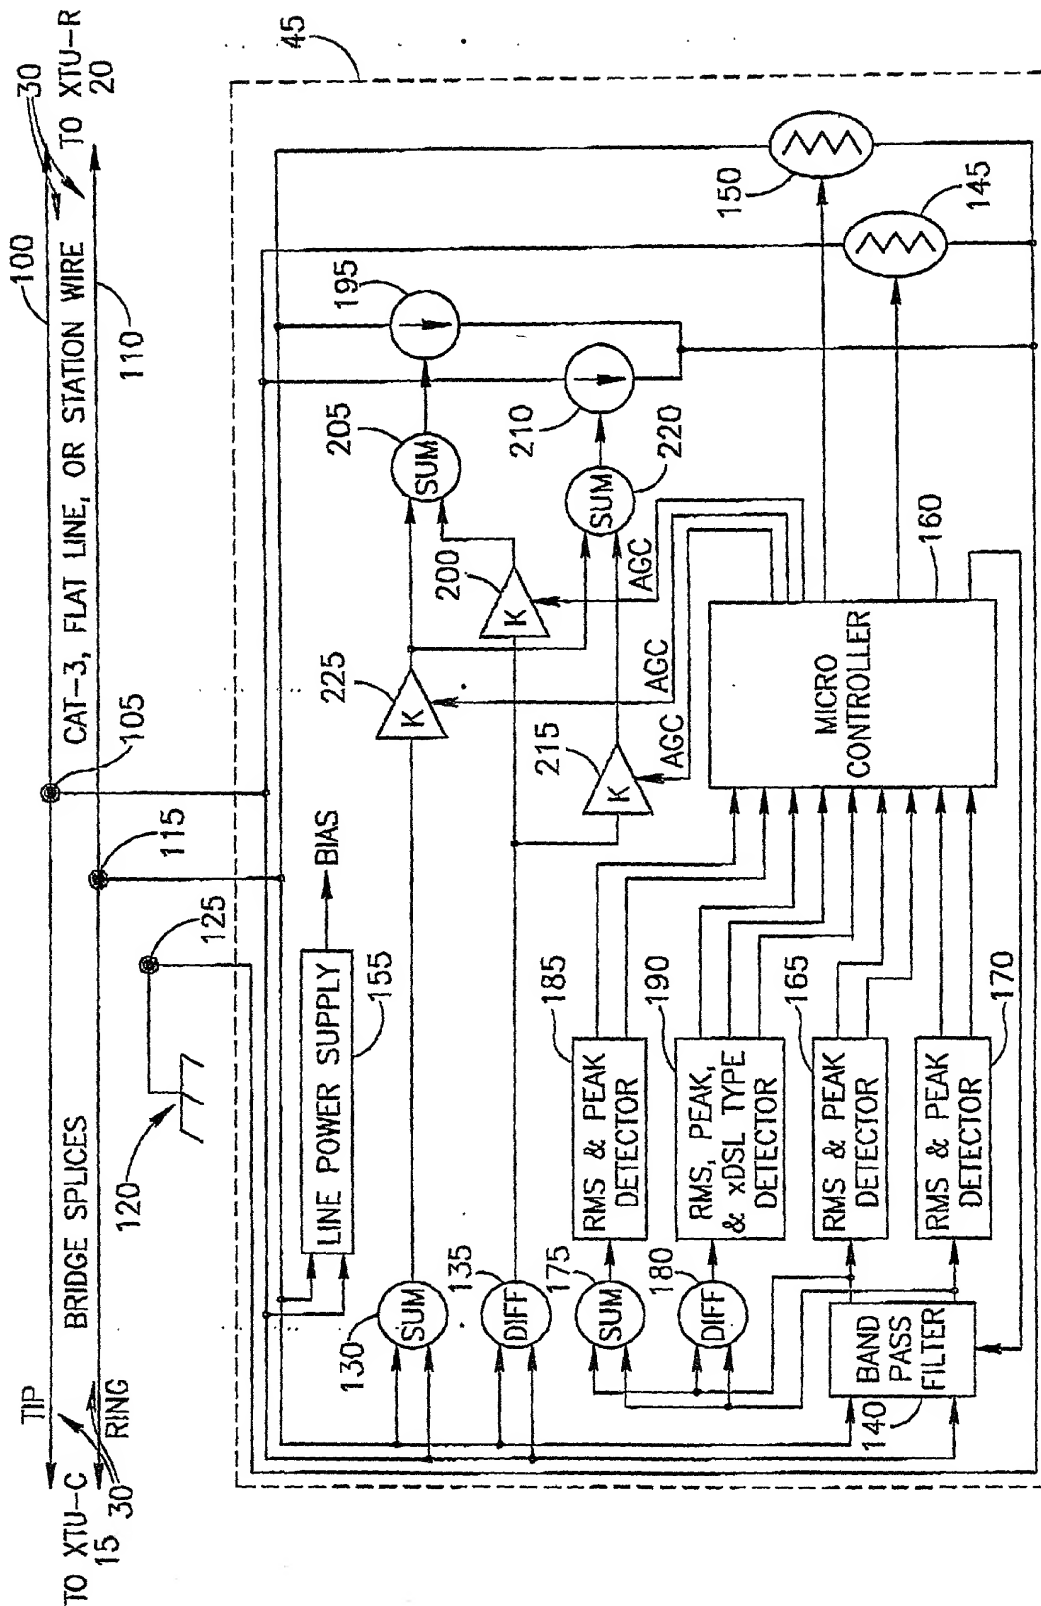 TO XTU-C
15
30
TIP
RING
BRIDGE SPLICES
CAT-3, FLAT LINE, OR STATION WIRE
100
110
30
TO XTU-R
20
105
115
125
120
45
LINE POWER SUPPLY
155
BIAS
130
SUM
225
K
205
SUM
195
135
DIFF
200
K
AGC
210
220
SUM
215
K
AGC
AGC
150
145
175
SUM
185
RMS & PEAK
DETECTOR
180
DIFF
190
RMS, PEAK,
& xDSL TYPE
DETECTOR
165
RMS & PEAK
DETECTOR
170
RMS & PEAK
DETECTOR
140
BAND
PASS
FILTER
160
MICRO
CONTROLLER